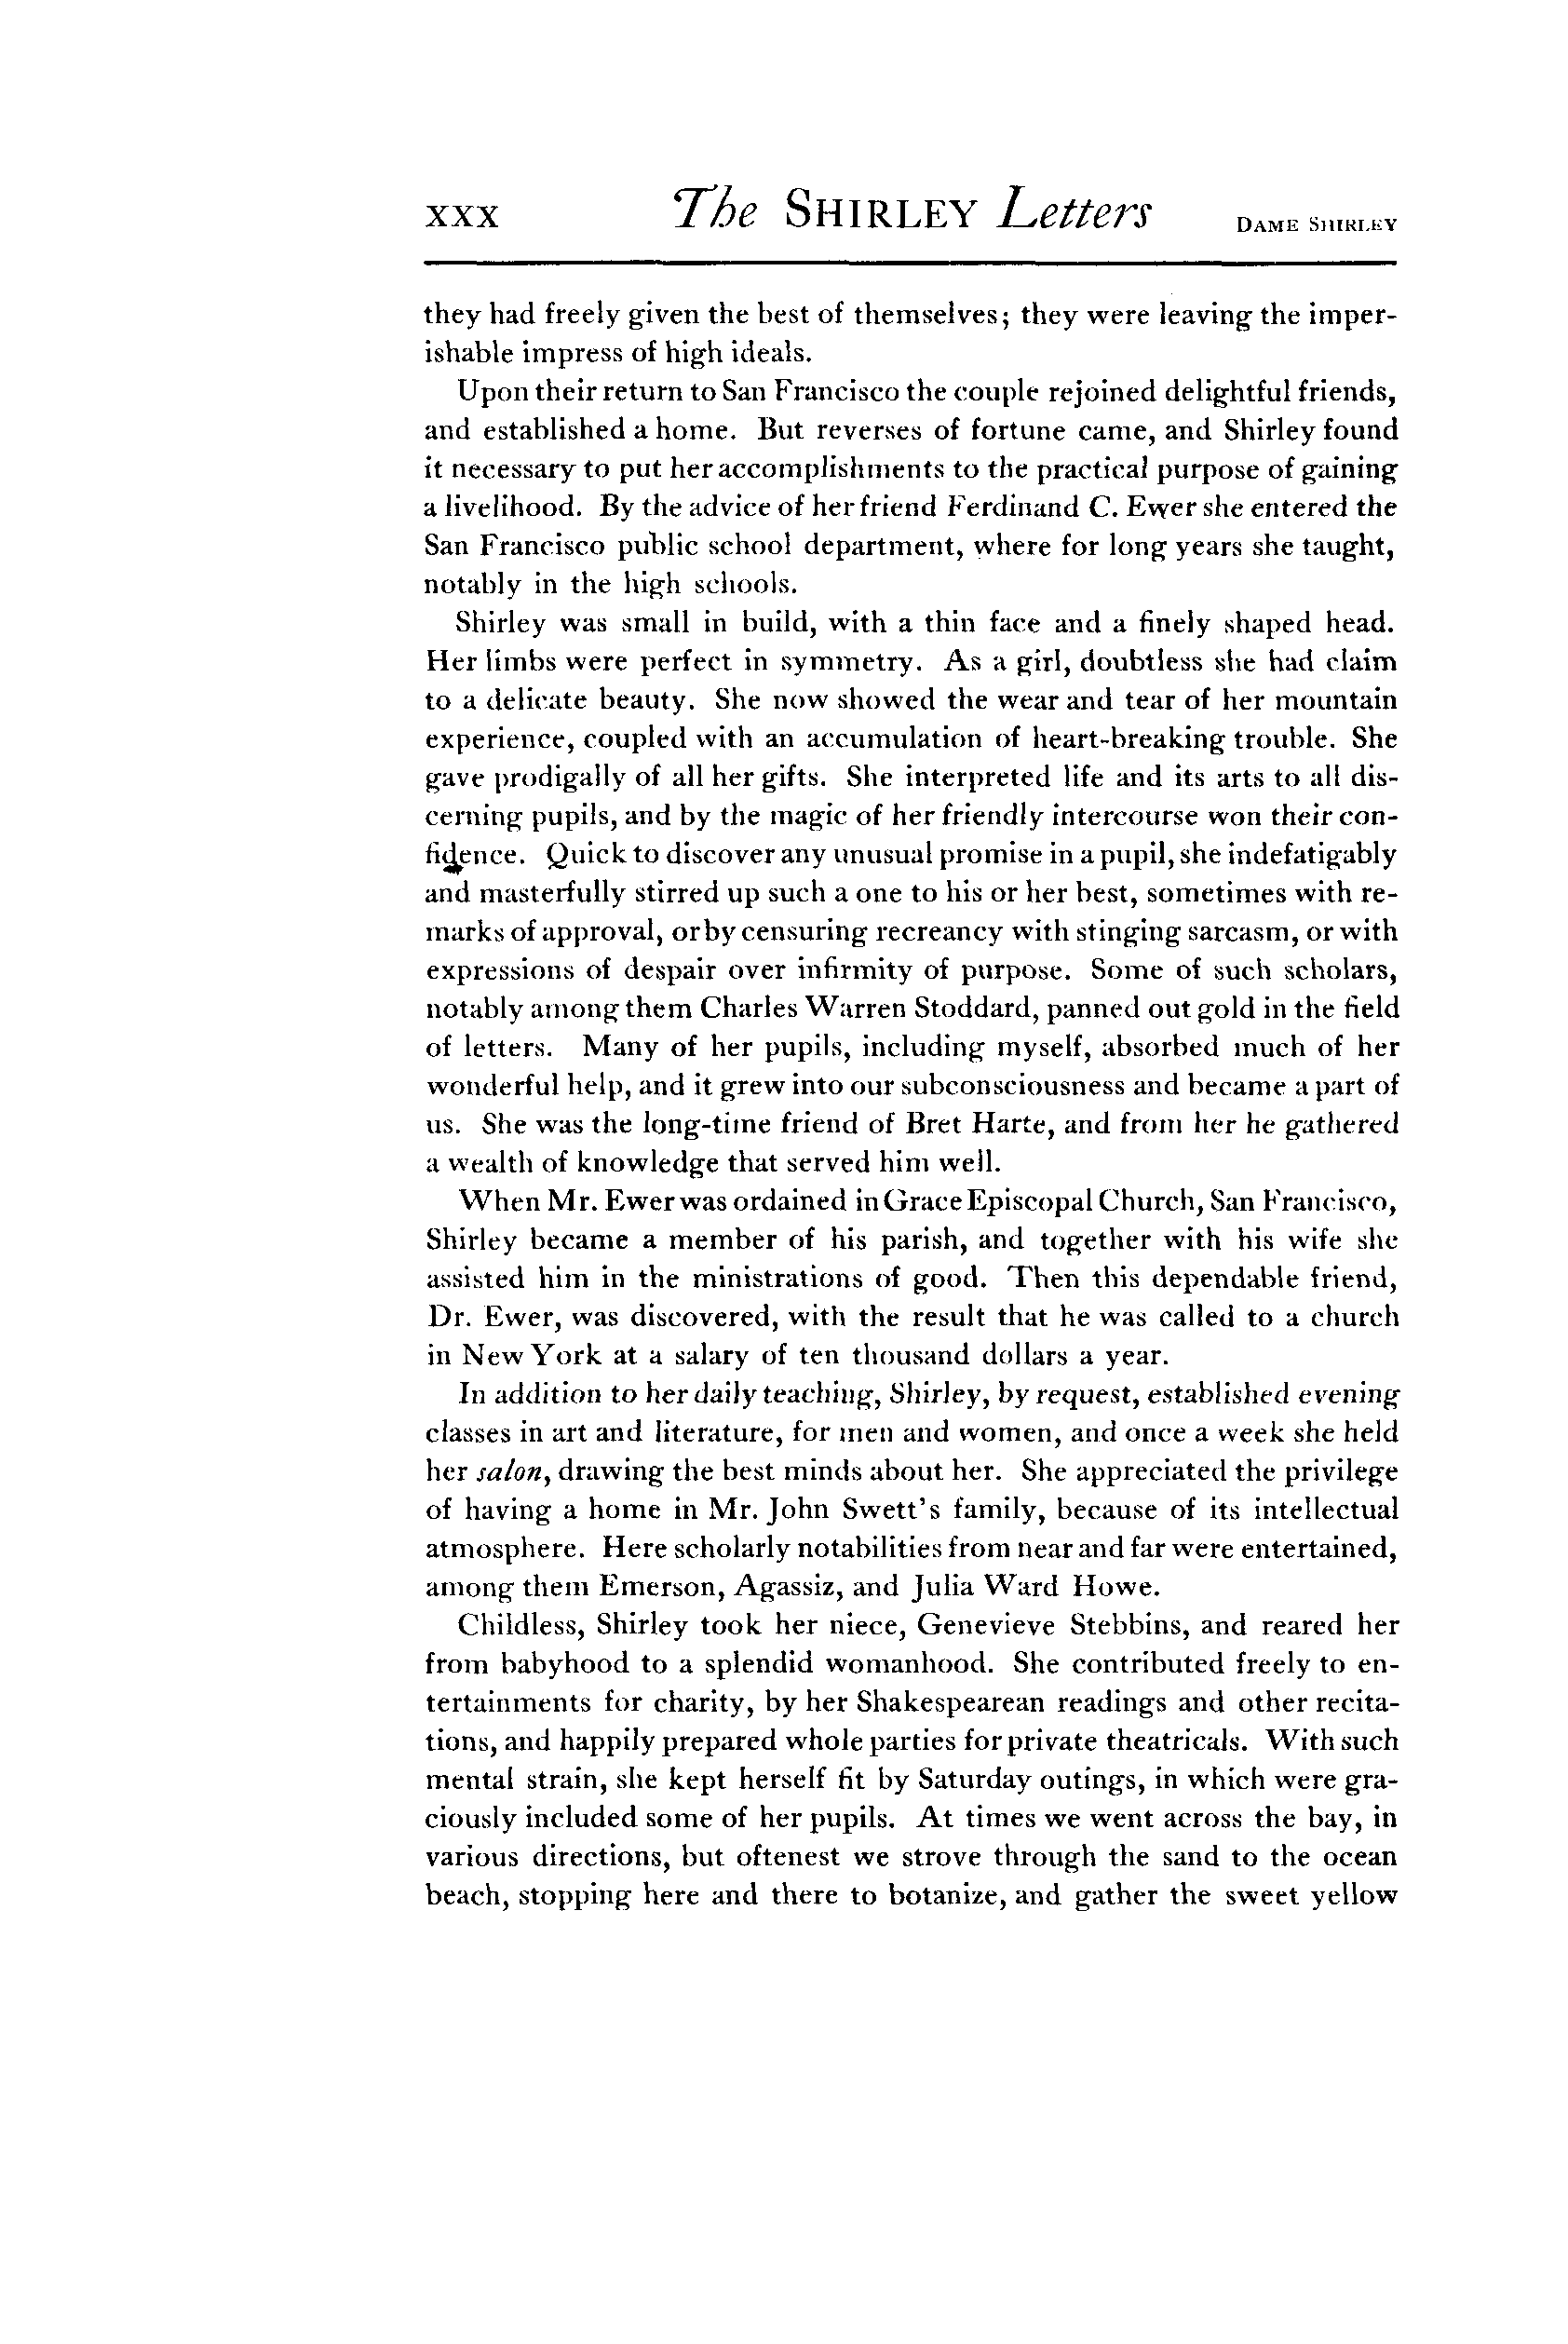 xxx The SHIRLEY Letters DAME SHIRLEY
they had freely given the best of themselves; they were leaving the imper-
ishable impress of high ideals.
Upon their return to San Francisco the couple rejoined delightful friends,
and established a home. But reverses of fortune came, and Shirley found
it necessary to put her accomplishments to the practical purpose of gaining
a livelihood. By the advice of her friend Ferdinand C. Ewer she entered the
San Francisco public school department, where for long years she taught,
notably in the high schools.
Shirley was small in build, with a thin face and a finely shaped head.
Her limbs were perfect in symmetry. As a girl, doubtless she had claim
to a delicate beauty. She now showed the wear and tear of her mountain
experience, coupled with an accumulation of heart-breaking trouble. She
gave prodigally of all her gifts. She interpreted life and its arts to all dis-
cerning pupils, and by the magic of her friendly intercourse won their con-
fidence. Quick to discover any unusual promise in a pupil, she indefatigably
and masterfully stirred up such a one to his or her best, sometimes with re-
marks of approval, or by censuring recreancy with stinging sarcasm, or with
expressions of despair over infirmity of purpose. Some of such scholars,
notably among them Charles Warren Stoddard, panned out gold in the field
of letters. Many of her pupils, including myself, absorbed much of her
wonderful help, and it grew into our subconsciousness and became a part of
us. She was the long-time friend of Bret Harte, and from her he gathered
a wealth of knowledge that served him well.
When Mr. Ewer was ordained in Grace Episcopal Church, San Francisco,
Shirley became a member of his parish, and together with his wife she
assisted him in the ministrations of good. Then this dependable friend,
Dr. Ewer, was discovered, with the result that he was called to a church
in New York at a salary of ten thousand dollars a year.
In addition to her daily teaching, Shirley, by request, established evening
classes in art and literature, for men and women, and once a week she held
her salon, drawing the best minds about her. She appreciated the privilege
of having a home in Mr. John Swett's family, because of its intellectual
atmosphere. Here scholarly notabilities from near and far were entertained,
among them Emerson, Agassiz, and Julia Ward Howe.
Childless, Shirley took her niece, Genevieve Stebbins, and reared her
from babyhood to a splendid womanhood. She contributed freely to en-
tertainments for charity, by her Shakespearean readings and other recita-
tions, and happily prepared whole parties for private theatricals. With such
mental strain, she kept herself fit by Saturday outings, in which were gra-
ciously included some of her pupils. At times we went across the bay, in
various directions, but oftenest we strove through the sand to the ocean
beach, stopping here and there to botanize, and gather the sweet yellow